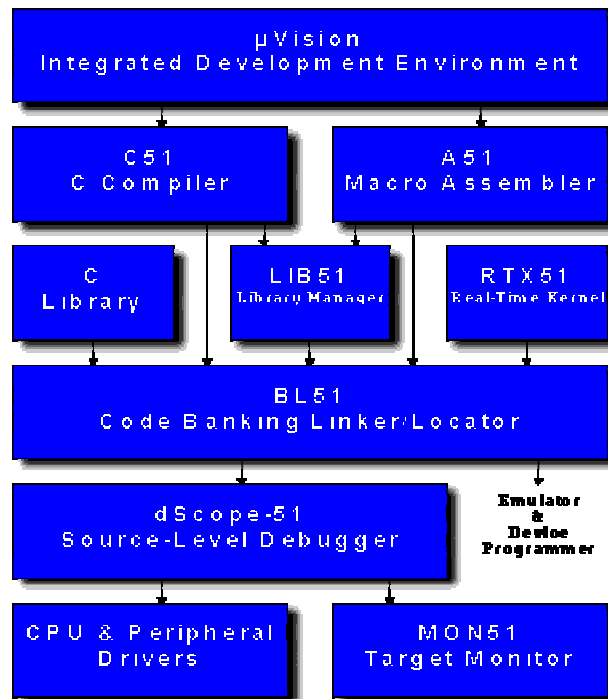 µVision
Integrated Development Environment
C51
C Compiler
A51
Macro Assembler
C
Library
LIB51
Library Manager
RTX51
Real-Time Kernel
BL51
Code Banking Linker/Locator
dScope-51
Source-Level Debugger
Emulator
&
Device
Programmer
CPU & Peripheral
Drivers
MON51
Target Monitor